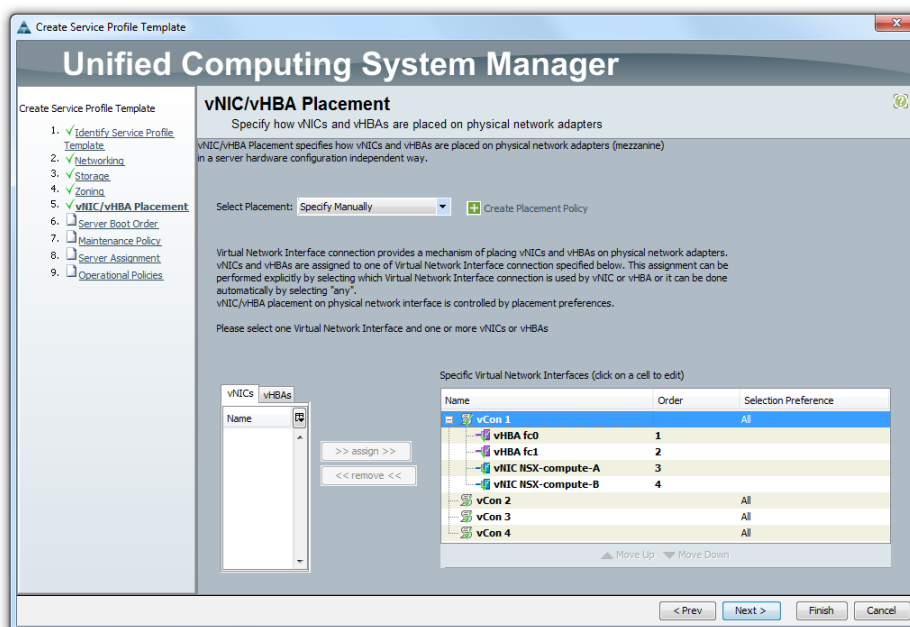 Create Service Profile Template
Unified Computing System Manager
Create Service Profile Template
1. Identify Service Profile
Template
2. Networking
3. Storage
4. Zoning
5. vNIC/vHBA Placement
6. Server Boot Order
7. Maintenance Policy
8. Server Assignment
9. Operational Policies
vNIC/vHBA Placement
Specify how vNICs and vHBAs are placed on physical network adapters
vNIC/vHBA Placement specifies how vNICs and vHBAs are placed on physical network adapters (mezzanine)
in a server hardware configuration independent way.
Select Placement: Specify Manually
Create Placement Policy
Virtual Network Interface connection provides a mechanism of placing vNICs and vHBAs on physical network adapters.
vNICs and vHBAs are assigned to one of Virtual Network Interface connection specified below. This assignment can be
performed explicitly by selecting which Virtual Network Interface connection is used by vNIC or vHBA or it can be done
automatically by selecting "any".
vNIC/vHBA placement on physical network interface is controlled by placement preferences.
Please select one Virtual Network Interface and one or more vNICs or vHBAs
vNICs vHBAs
Name
>> assign >>
<< remove <<
Specific Virtual Network Interfaces (click on a cell to edit)
Name Order Selection Preference
vCon 1 All
vHBA fc0 1
vHBA fc1 2
vNIC NSX-compute-A 3
vNIC NSX-compute-B 4
vCon 2 All
vCon 3 All
vCon 4 All
Move Up Move Down
< Prev Next > Finish Cancel